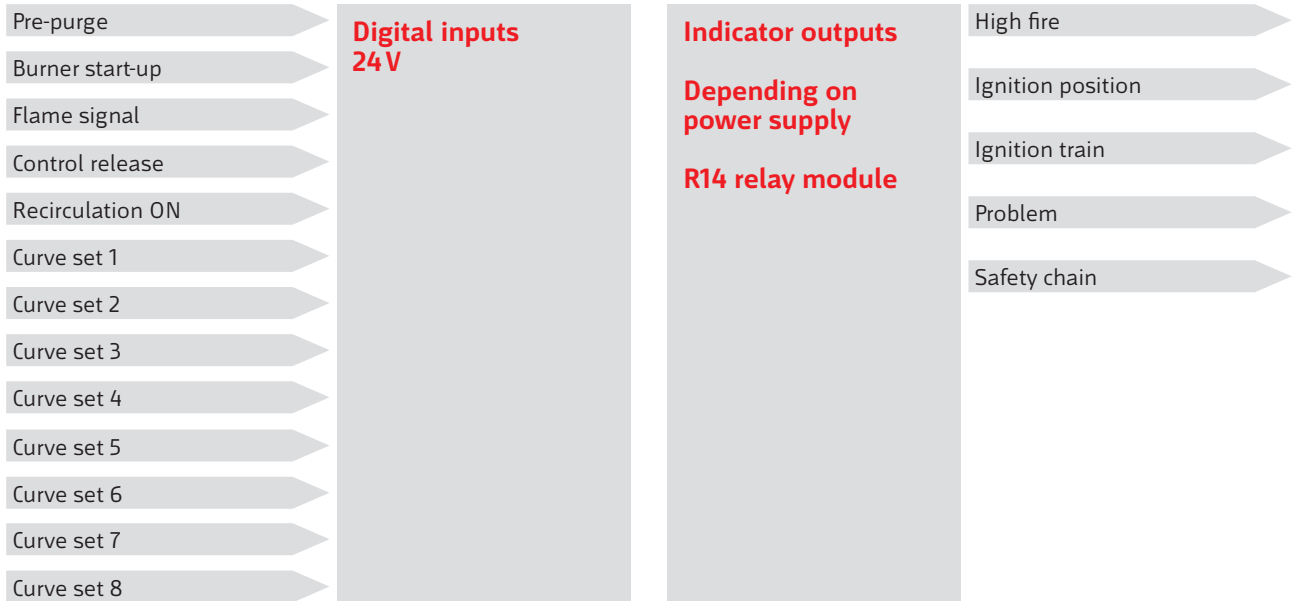 Pre-purge
Burner start-up
Flame signal
Control release
Recirculation ON
Curve set 1
Curve set 2
Curve set 3
Curve set 4
Curve set 5
Curve set 6
Curve set 7
Curve set 8
Digital inputs
24 V
Indicator outputs
Depending on
power supply
R14 relay module
High fire
Ignition position
Ignition train
Problem
Safety chain